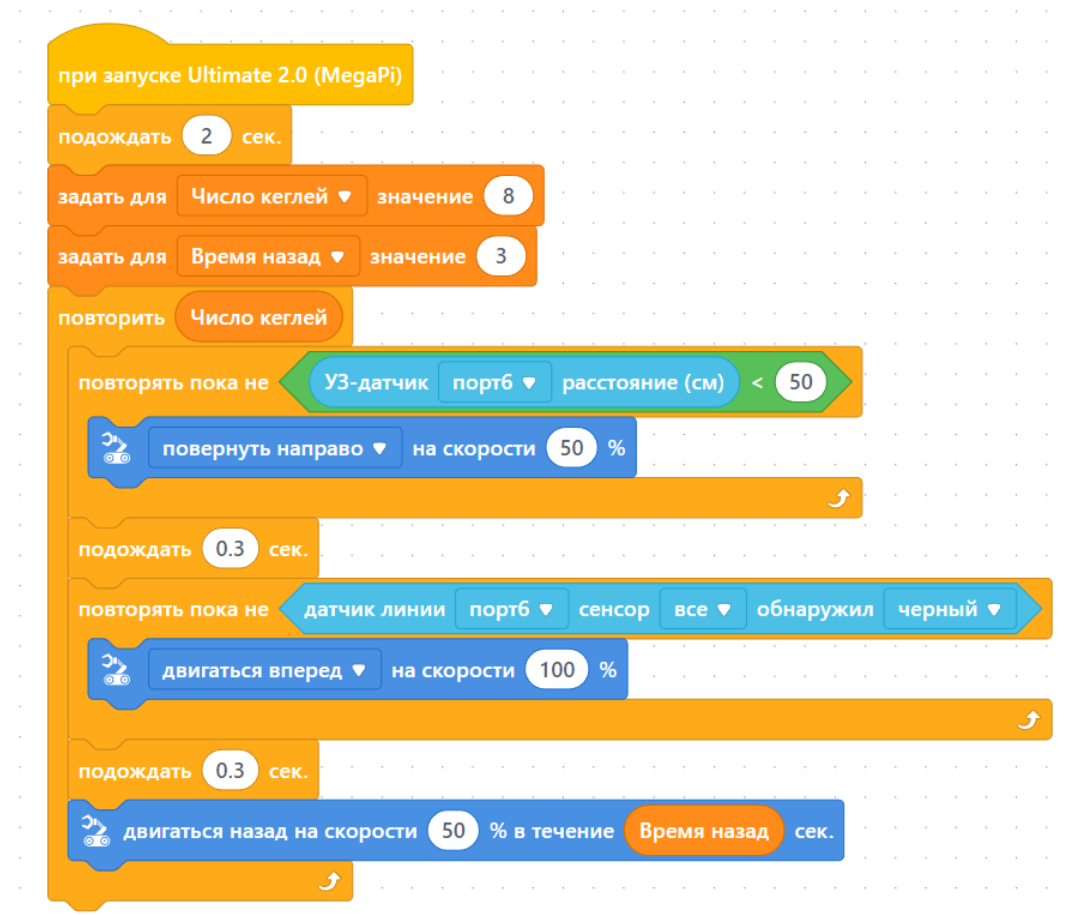 при запуске Ultimate 2.0 (MegaPi)
подождать 2 сек.
задать для Число кеглей значение 8
задать для Время назад значение 3
повторить Число кеглей
повторять пока не УЗ-датчик порт6 расстояние (см) < 50
повернуть направо на скорости 50 %
подождать 0.3 сек.
повторять пока не датчик линии порт6 сенсор все обнаружил черный
двигаться вперед на скорости 100 %
подождать 0.3 сек.
двигаться назад на скорости 50 % в течение Время назад сек.